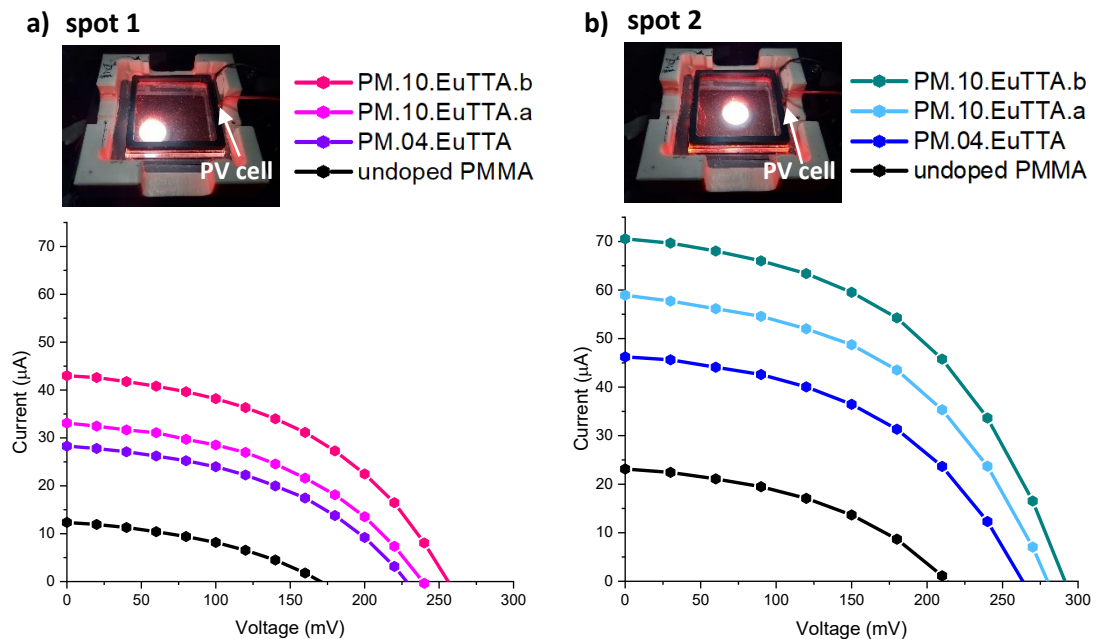 a) spot 1
PV cell
PM.10.EuTTA.b
PM.10.EuTTA.a
PM.04.EuTTA
undoped PMMA
70
60
50
40
30
20
10
0
Current (µA)
0 50 100 150 200 250 300
Voltage (mV)
b) spot 2
PV cell
PM.10.EuTTA.b
PM.10.EuTTA.a
PM.04.EuTTA
undoped PMMA
70
60
50
40
30
20
10
0
Current (µA)
0 50 100 150 200 250 300
Voltage (mV)